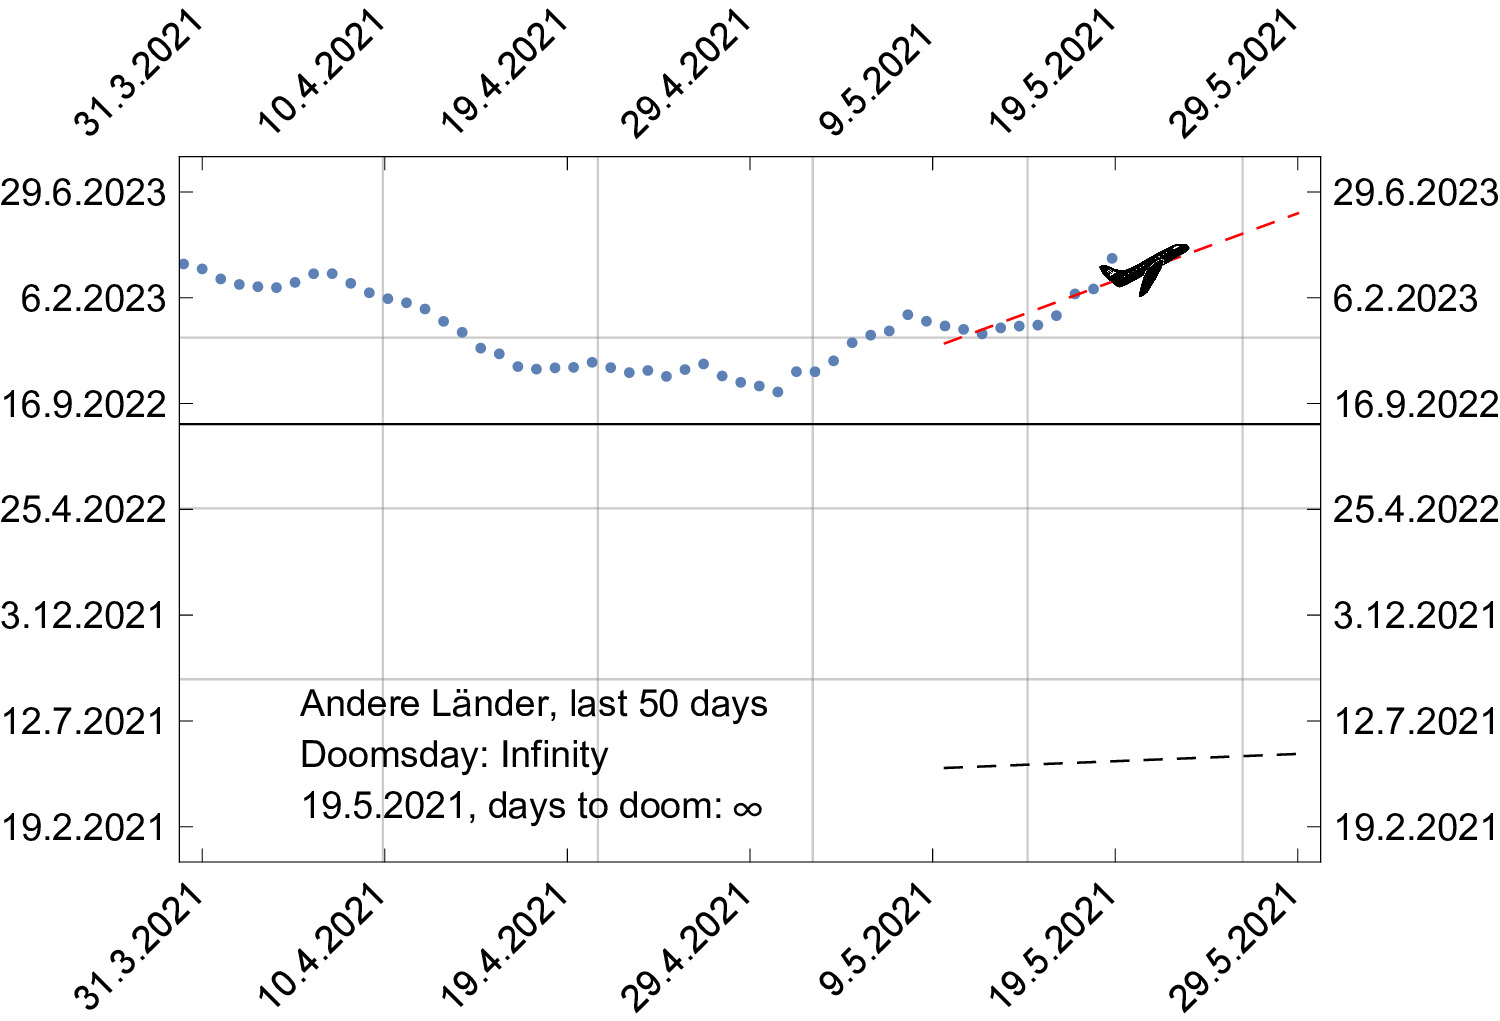 31.3.2021 10.4.2021 19.4.2021 29.4.2021 9.5.2021 19.5.2021 29.5.2021
29.6.2023 29.6.2023
6.2.2023 6.2.2023
16.9.2022 16.9.2022
25.4.2022 25.4.2022
3.12.2021 3.12.2021
Andere Länder, last 50 days
12.7.2021 12.7.2021
Doomsday: Infinity
19.5.2021, days to doom: ∞
19.2.2021 19.2.2021
31.3.2021 10.4.2021 19.4.2021 29.4.2021 9.5.2021 19.5.2021 29.5.2021